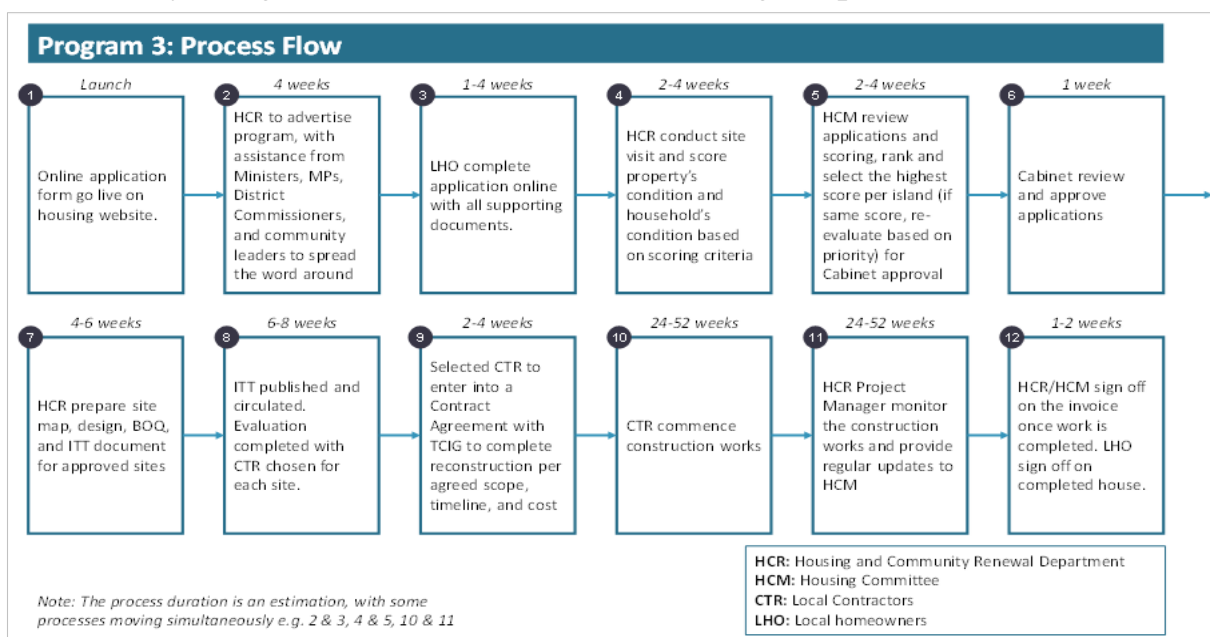 Program 3: Process Flow
1
Launch
Online application
form go live on
housing website.
2
4 weeks
HCR to advertise
program, with
assistance from
Ministers, MPs,
District
Commissioners,
and community
leaders to spread
the word around
3
1-4 weeks
LHO complete
application online
with all supporting
documents.
4
2-4 weeks
HCR conduct site
visit and score
property's
condition and
household's
condition based
on scoring criteria
5
2-4 weeks
HCM review
applications and
scoring, rank and
select the highest
score per island (if
same score, re-
evaluate based on
priority) for
Cabinet approval
6
1 week
Cabinet review
and approve
applications
7
4-6 weeks
HCR prepare site
map, design, BOQ,
and ITT document
for approved sites
8
6-8 weeks
ITT published and
circulated.
Evaluation
completed with
CTR chosen for
each site.
9
2-4 weeks
Selected CTR to
enter into a
Contract
Agreement with
TCIG to complete
reconstruction per
agreed scope,
timeline, and cost
10
24-52 weeks
CTR commence
construction works
11
24-52 weeks
HCR Project
Manager monitor
the construction
works and provide
regular updates to
HCM
12
1-2 weeks
HCR/HCM sign off
on the invoice
once work is
completed. LHO
sign off on
completed house.
Note: The process duration is an estimation, with some
processes moving simultaneously e.g. 2 & 3, 4 & 5, 10 & 11
HCR: Housing and Community Renewal Department
HCM: Housing Committee
CTR: Local Contractors
LHO: Local homeowners